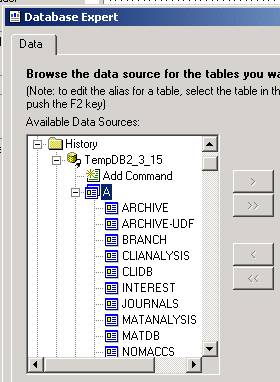 Database Expert
Data
Browse the data source for the tables you wa
(Note: to edit the alias for a table, select the table in th
push the F2 key)
Available Data Sources:
History
TempDB2_3_15
Add Command
A
ARCHIVE
ARCHIVE-UDF
BRANCH
CLIANALYSIS
CLIDB
INTEREST
JOURNALS
MATANALYSIS
MATDB
NOMACCS
>
>>
<
<<